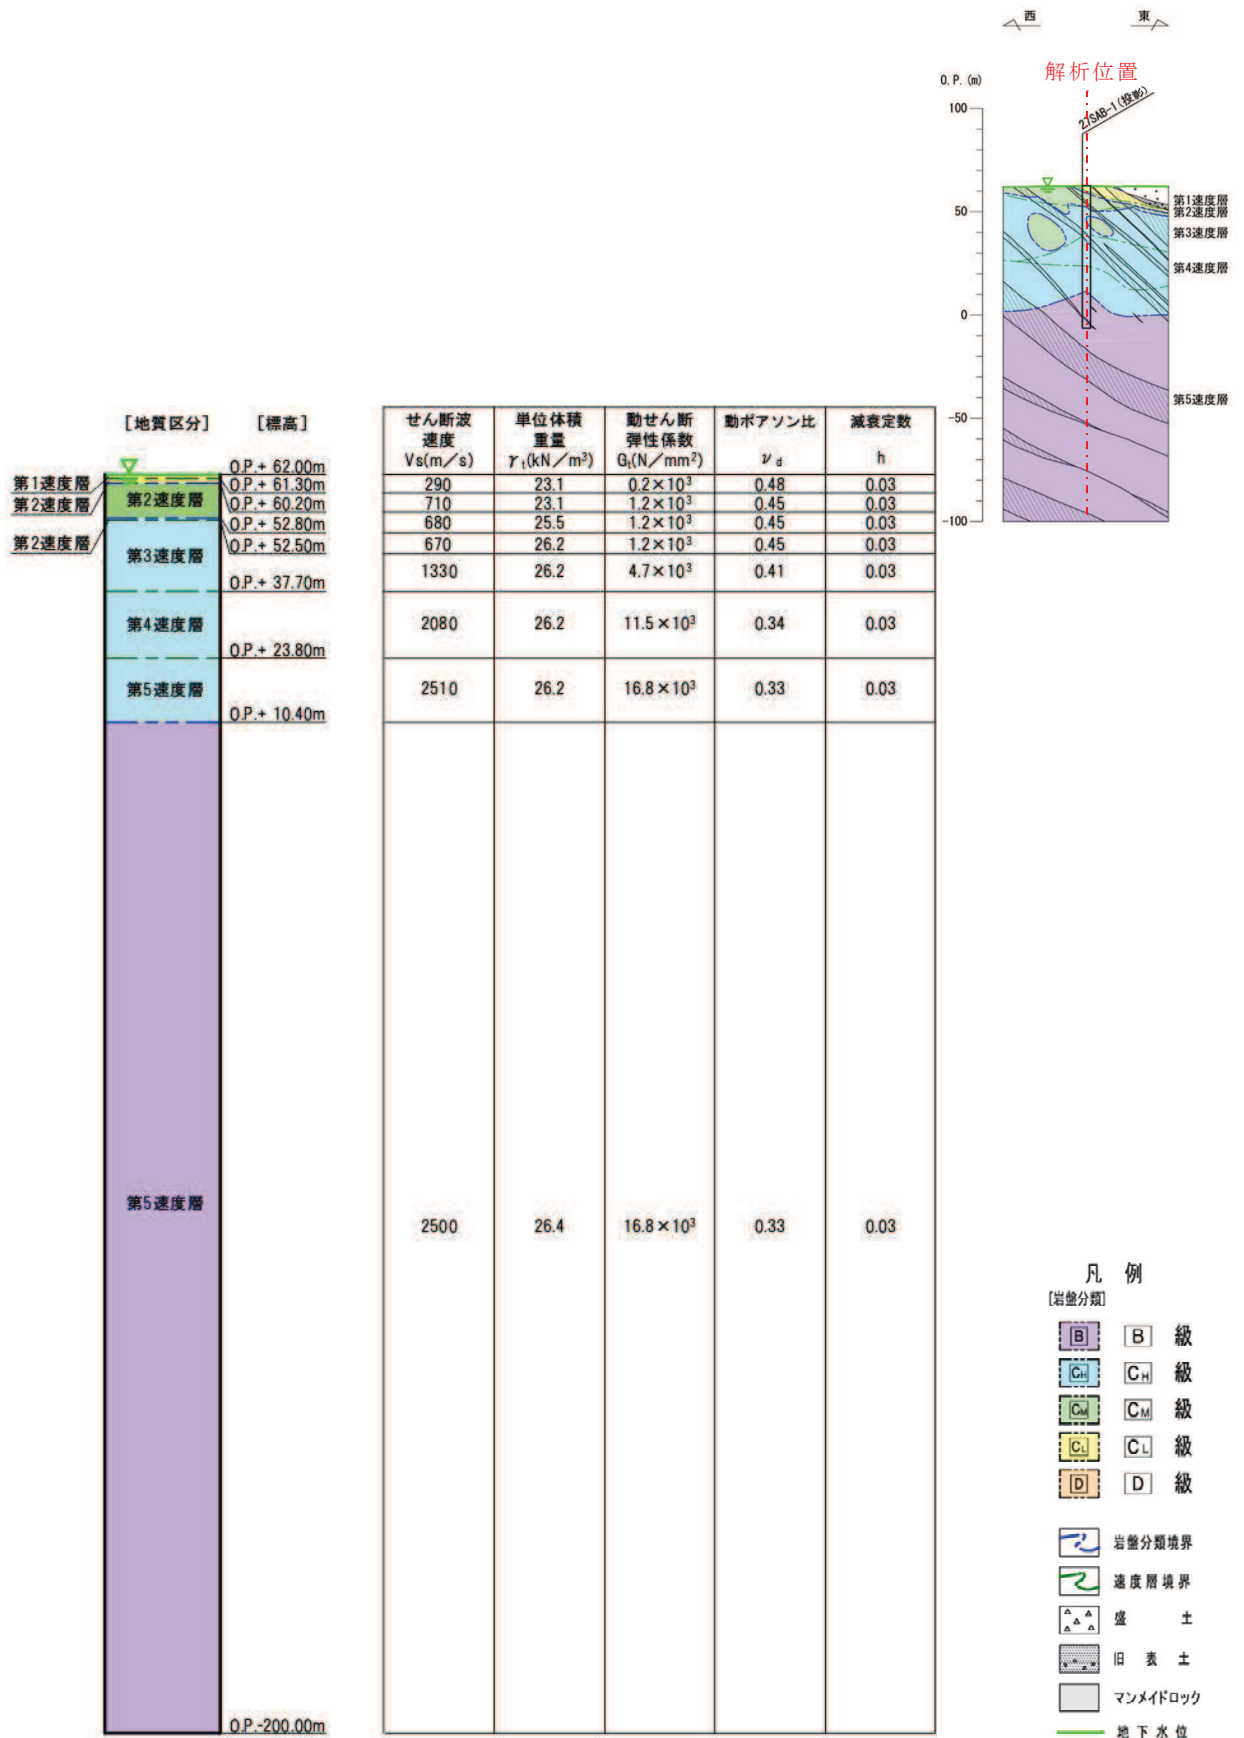 西 東
解析位置
O.P. (m)
27SAB-1(投影)
100
50
0
-50
-100
第1速度層
第2速度層
第3速度層
第4速度層
第5速度層
[地質区分] [標高]
O.P.+ 62.00m
第1速度層 O.P.+ 61.30m
第2速度層 第2速度層 O.P.+ 60.20m
O.P.+ 52.80m
第2速度層 第3速度層 O.P.+ 52.50m
O.P.+ 37.70m
第4速度層
O.P.+ 23.80m
第5速度層
O.P.+ 10.40m
第5速度層
O.P.-200.00m
せん断波 単位体積 動せん断 動ポアソン比 減衰定数
速度 重量 弾性係数
Vs(m/s) γt(kN/m³) Gt(N/mm²) νd h
290 23.1 0.2×10³ 0.48 0.03
710 23.1 1.2×10³ 0.45 0.03
680 25.5 1.2×10³ 0.45 0.03
670 26.2 1.2×10³ 0.45 0.03
1330 26.2 4.7×10³ 0.41 0.03
2080 26.2 11.5×10³ 0.34 0.03
2510 26.2 16.8×10³ 0.33 0.03
2500 26.4 16.8×10³ 0.33 0.03
凡 例
[岩盤分類]
B B 級
CH CH 級
CM CM 級
CL CL 級
D D 級
岩盤分類境界
速度層境界
盛 土
旧 表 土
マンメイドロック
地 下 水 位